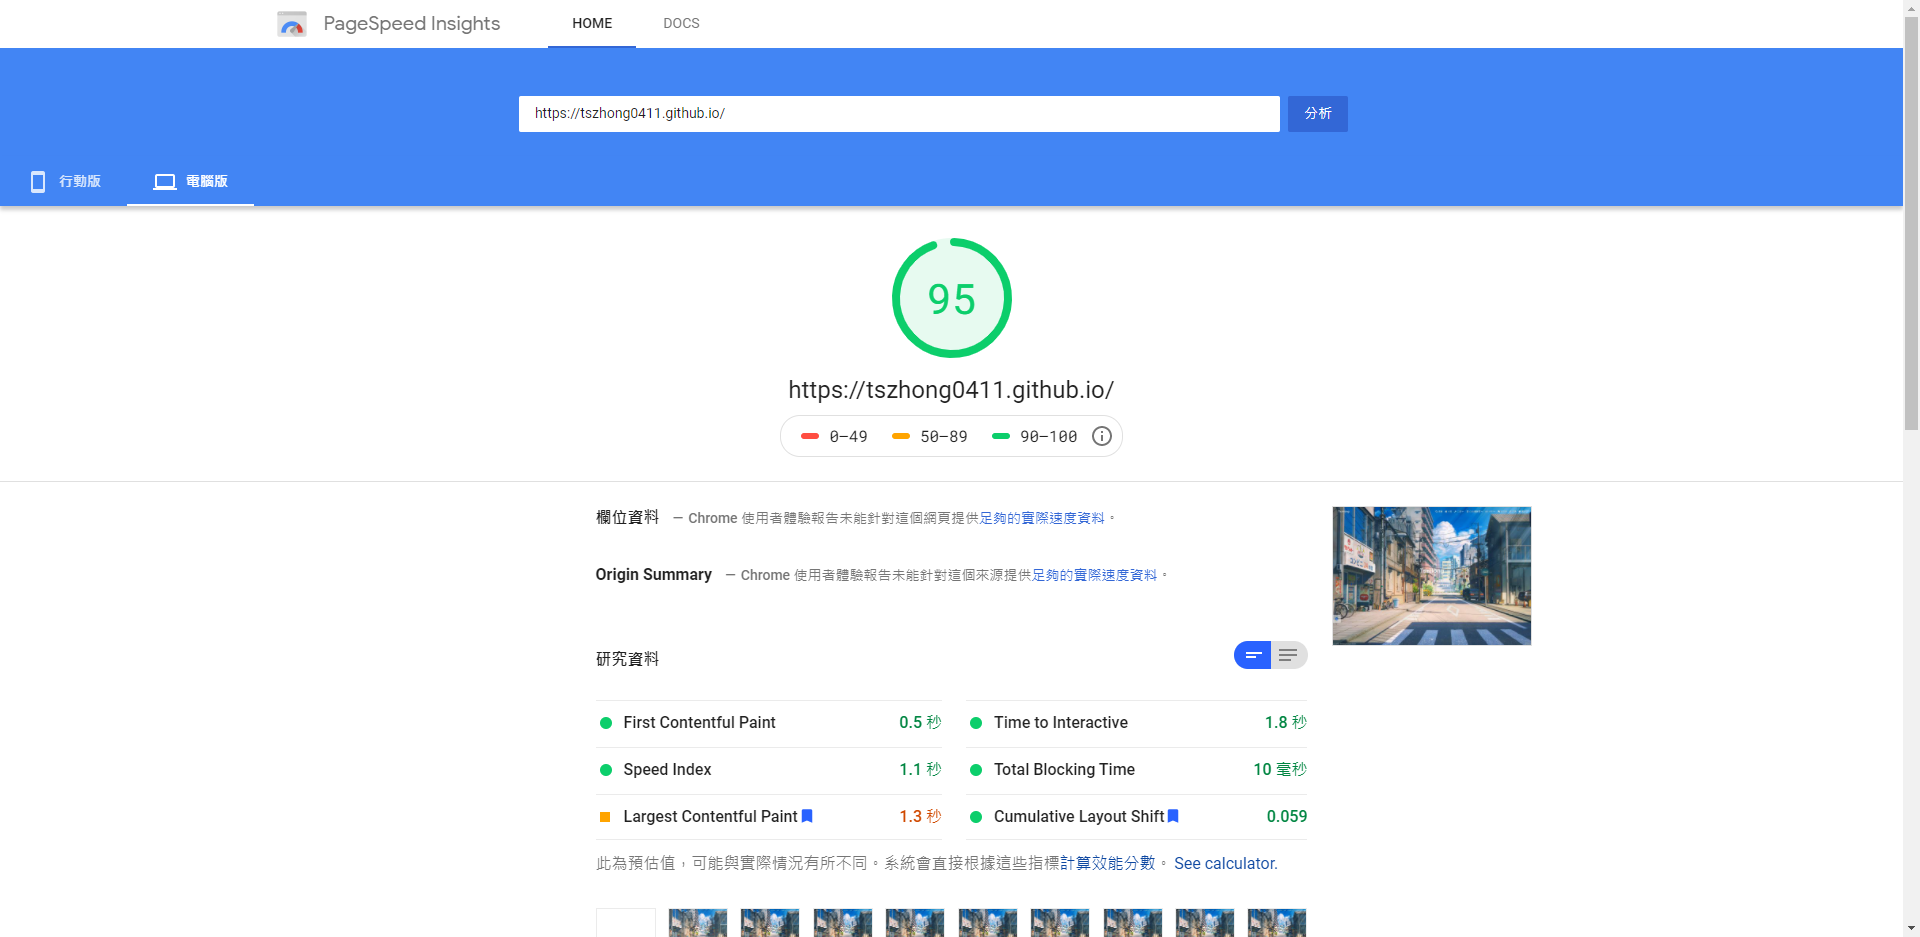 PageSpeed Insights
HOME
DOCS
https://tszhong0411.github.io/
分析
行動版
電腦版
95
https://tszhong0411.github.io/
0–49
50–89
90–100
欄位資料 — Chrome 使用者體驗報告未能針對這個網頁提供足夠的實際速度資料。
Origin Summary — Chrome 使用者體驗報告未能針對這個來源提供足夠的實際速度資料。
研究資料
First Contentful Paint 0.5 秒
Time to Interactive 1.8 秒
Speed Index 1.1 秒
Total Blocking Time 10 毫秒
Largest Contentful Paint 1.3 秒
Cumulative Layout Shift 0.059
此為預估值，可能與實際情況有所不同。系統會直接根據這些指標計算效能分數。 See calculator.